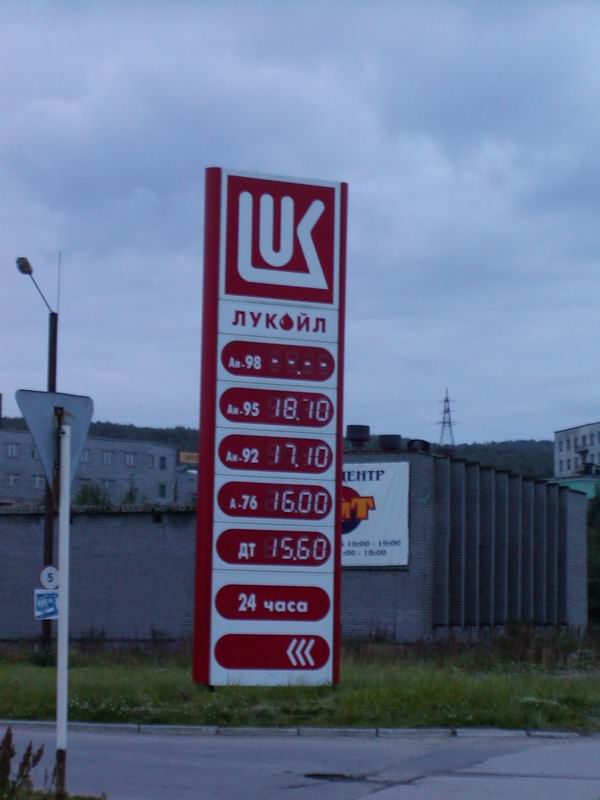 LUK
ЛУКОЙЛ
Аи-98 --.--
Аи-95 18.70
Аи-92 17.10
А-76 16.00
ДТ 15.60
24 часа
ЦЕНТР
10:00 - 19:00
:00 - 18:00
5